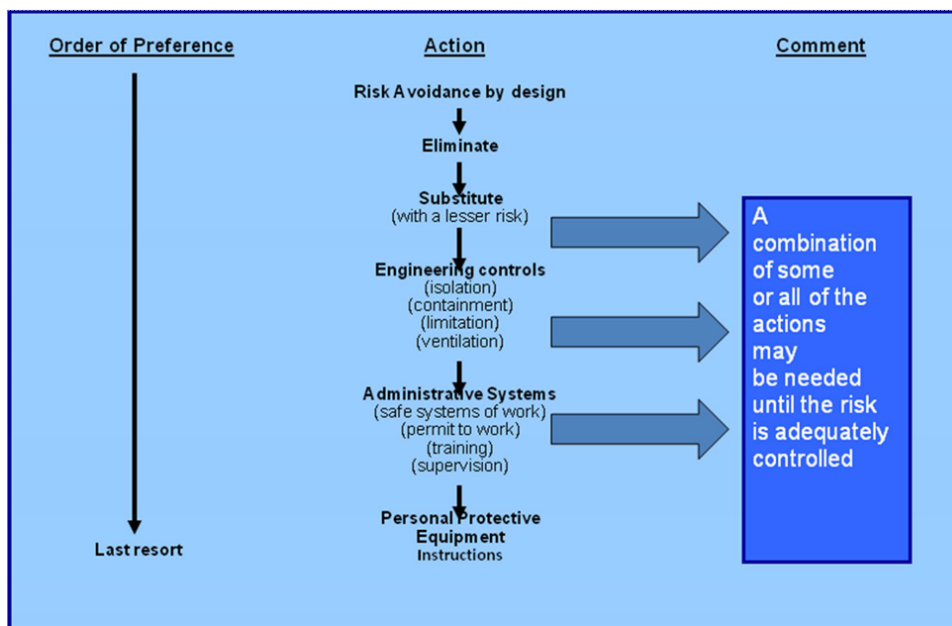 Order of Preference
Action
Comment
Risk Avoidance by design
Eliminate
Substitute
(with a lesser risk)
Engineering controls
(isolation)
(containment)
(limitation)
(ventilation)
Administrative Systems
(safe systems of work)
(permit to work)
(training)
(supervision)
Personal Protective
Equipment
Instructions
Last resort
A
combination
of some
or all of the
actions
may
be needed
until the risk
is adequately
controlled